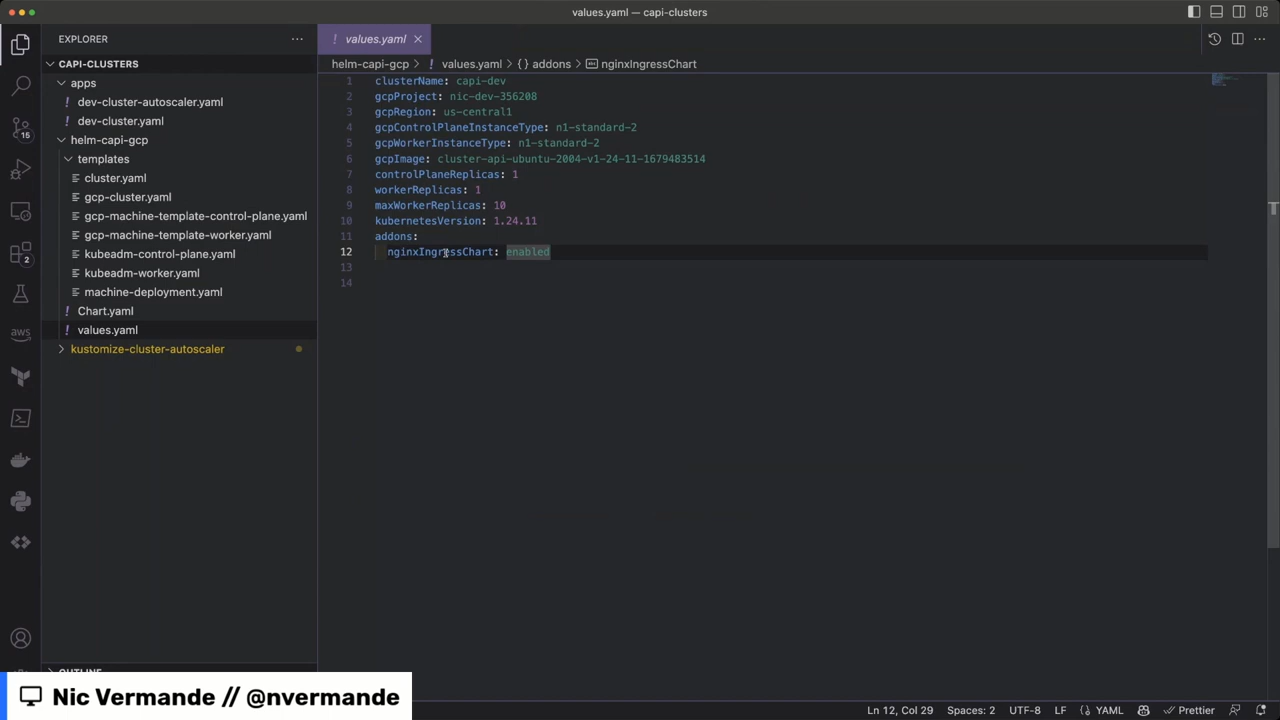 values.yaml — capi-clusters
EXPLORER
CAPI-CLUSTERS
apps
! dev-cluster-autoscaler.yaml
! dev-cluster.yaml
helm-capi-gcp
templates
cluster.yaml
gcp-cluster.yaml
gcp-machine-template-control-plane.yaml
gcp-machine-template-worker.yaml
kubeadm-control-plane.yaml
kubeadm-worker.yaml
machine-deployment.yaml
! Chart.yaml
! values.yaml
kustomize-cluster-autoscaler
15
2
aws
! values.yaml
helm-capi-gcp > ! values.yaml > { } addons > abc nginxIngressChart
1 clusterName: capi-dev
2 gcpProject: nic-dev-356208
3 gcpRegion: us-central1
4 gcpControlPlaneInstanceType: n1-standard-2
5 gcpWorkerInstanceType: n1-standard-2
6 gcpImage: cluster-api-ubuntu-2004-v1-24-11-1679483514
7 controlPlaneReplicas: 1
8 workerReplicas: 1
9 maxWorkerReplicas: 10
10 kubernetesVersion: 1.24.11
11 addons:
12 nginxIngressChart: enabled
13
14
OUTLINE
Nic Vermande // @nvermande
Ln 12, Col 29 Spaces: 2 UTF-8 LF { } YAML Prettier